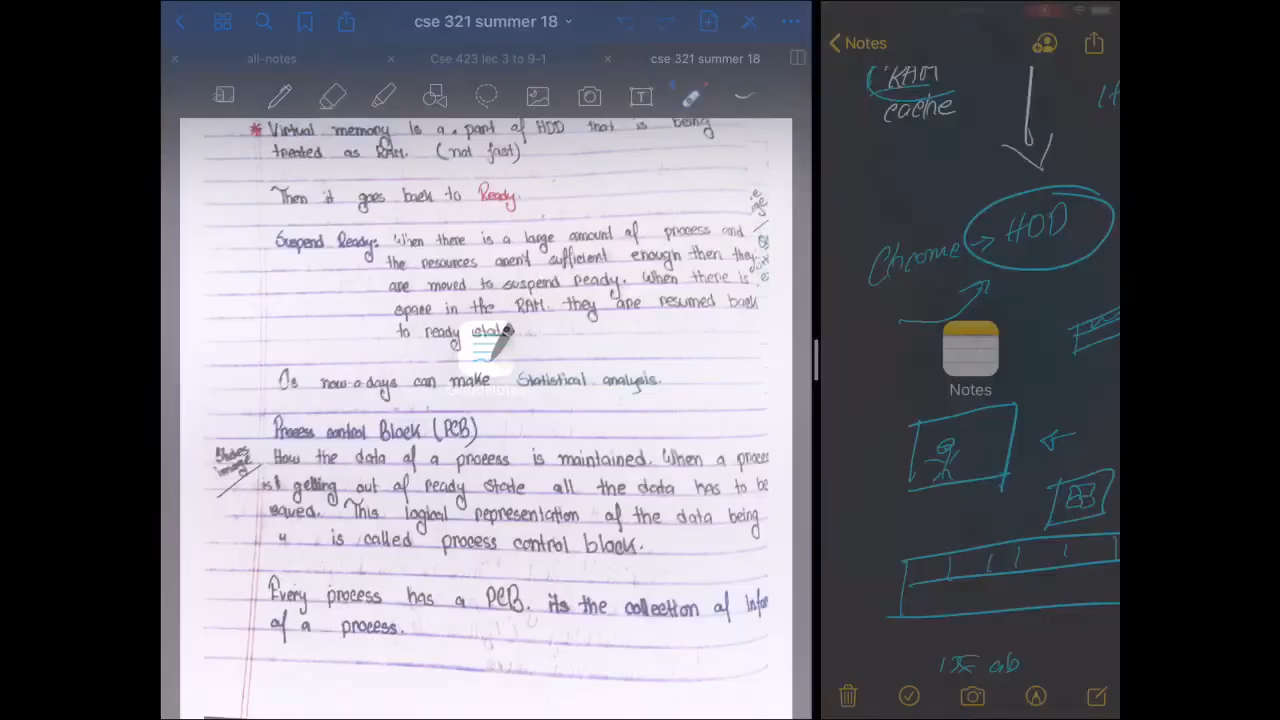 cse 321 summer 18
all-notes
Cse 423 lec 3 to 9-1
cse 321 summer 18
* Virtual memory is a part of HDD that is being
treated as RAM. (not fast)
Then it goes back to Ready.
Suspend Ready: When there is a large amount of process and
the resources aren't sufficient enough then they
are moved to suspend ready. When there is
space in the RAM they are resumed back
to ready state
Os now-a-days can make Statistical analysis.
Process control Block (PCB)
How the data of a process is maintained. When a process
is getting out of ready state all the data has to be
saved. This logical representation of the data being
" is called process control block.
Every process has a PCB. its the collection of Infor
of a process.
Slides
image
Notes
RAM
cache
HDD
Chrome
Notes